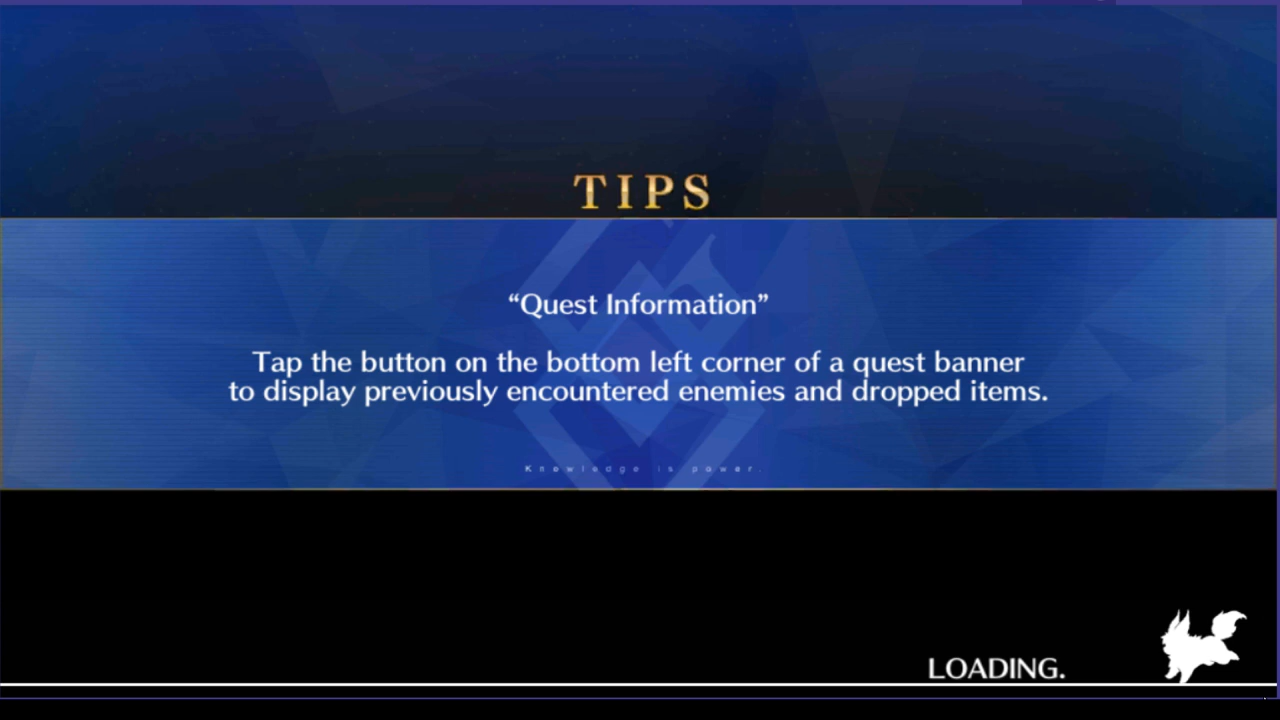 TIPS
“Quest Information”
Tap the button on the bottom left corner of a quest banner
to display previously encountered enemies and dropped items.
Knowledge is power.
LOADING.